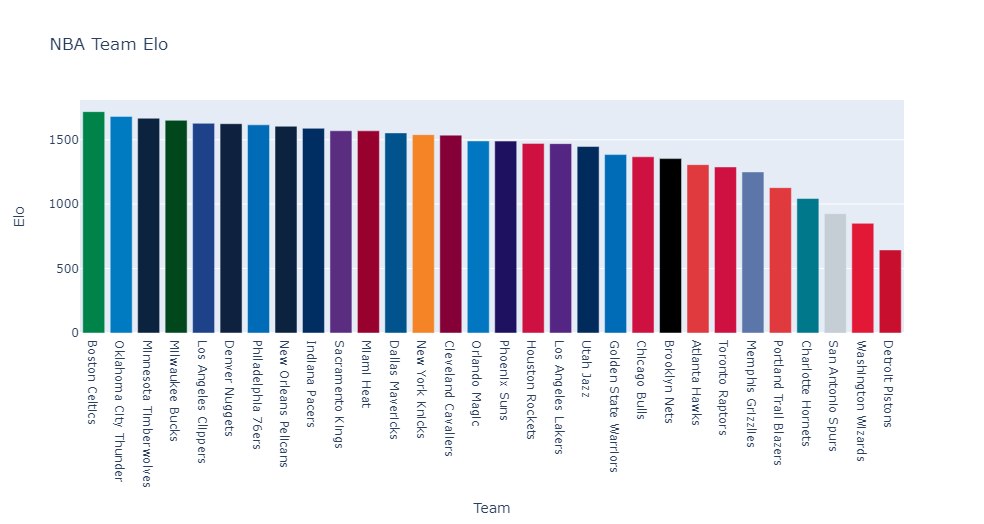 NBA Team Elo
Elo
1500
1000
500
0
Boston Celtics
Oklahoma City Thunder
Minnesota Timberwolves
Milwaukee Bucks
Los Angeles Clippers
Denver Nuggets
Philadelphia 76ers
New Orleans Pelicans
Indiana Pacers
Sacramento Kings
Miami Heat
Dallas Mavericks
New York Knicks
Cleveland Cavaliers
Orlando Magic
Phoenix Suns
Houston Rockets
Los Angeles Lakers
Utah Jazz
Golden State Warriors
Chicago Bulls
Brooklyn Nets
Atlanta Hawks
Toronto Raptors
Memphis Grizzlies
Portland Trail Blazers
Charlotte Hornets
San Antonio Spurs
Washington Wizards
Detroit Pistons
Team